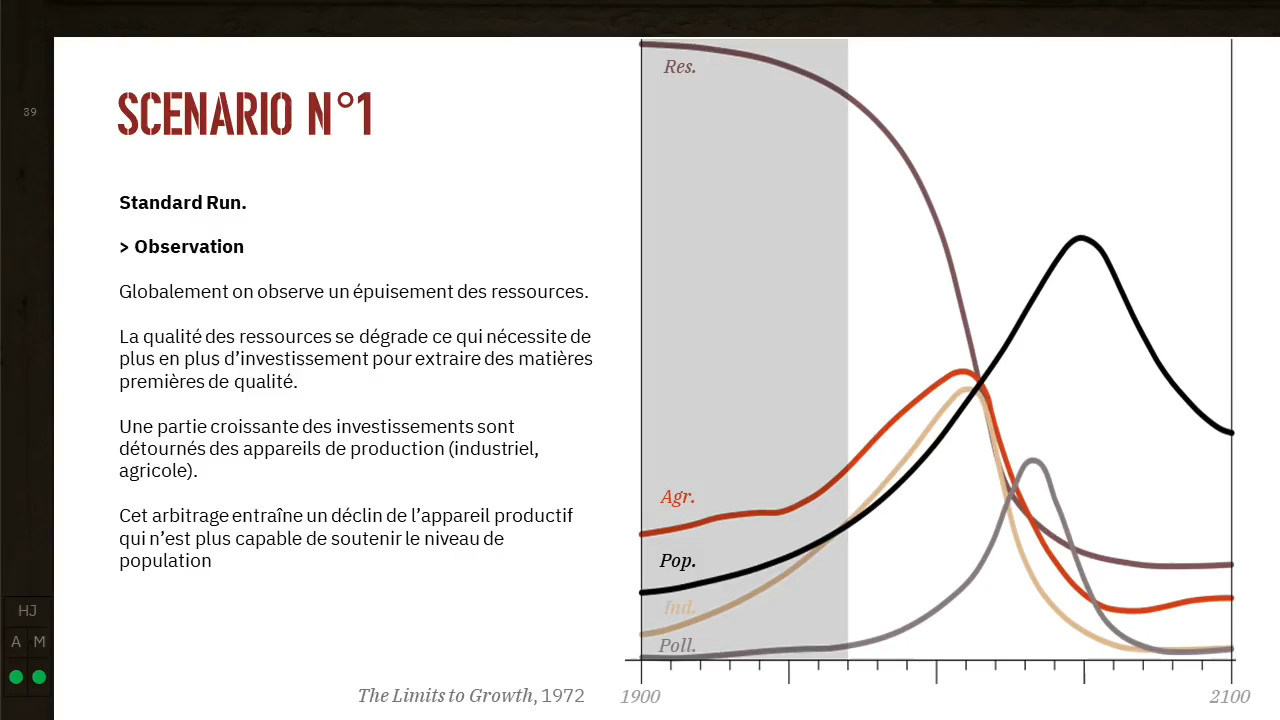 39
SCENARIO N°1
Standard Run.
> Observation
Globalement on observe un épuisement des ressources.
La qualité des ressources se dégrade ce qui nécessite de
plus en plus d’investissement pour extraire des matières
premières de qualité.
Une partie croissante des investissements sont
détournés des appareils de production (industriel,
agricole).
Cet arbitrage entraîne un déclin de l’appareil productif
qui n’est plus capable de soutenir le niveau de
population
The Limits to Growth, 1972
HJ
A M
Res.
Agr.
Pop.
Ind.
Poll.
1900
2100